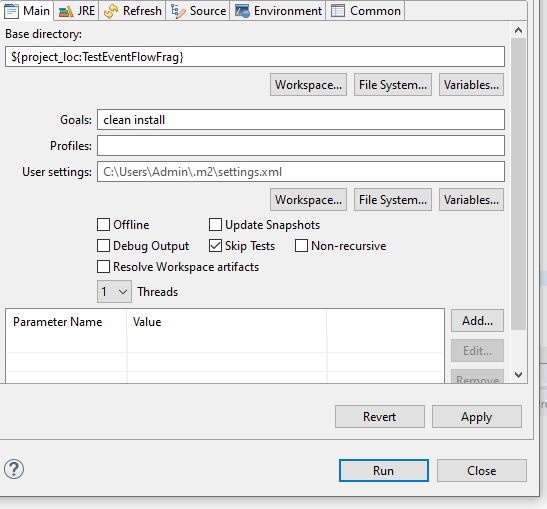 Main JRE Refresh Source Environment Common
Base directory:
${project_loc:TestEventFlowFrag}
Workspace... File System... Variables...
Goals: clean install
Profiles:
User settings: C:\Users\Admin\.m2\settings.xml
Workspace... File System... Variables...
Offline Update Snapshots
Debug Output Skip Tests Non-recursive
Resolve Workspace artifacts
1 Threads
Parameter Name Value Add...
Edit...
Remove
Revert Apply
? Run Close